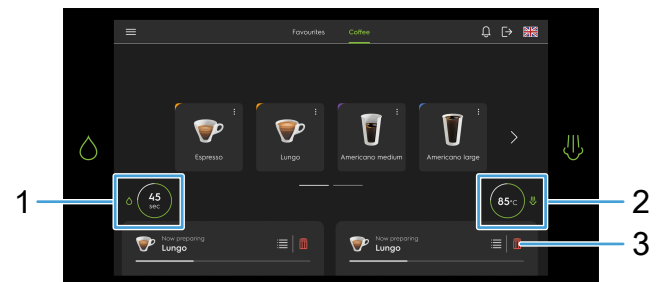 Favourites Coffee
Espresso
Lungo
Americano medium
Americano large
1
45
sec
85°C
2
Now preparing
Lungo
Now preparing
Lungo
3